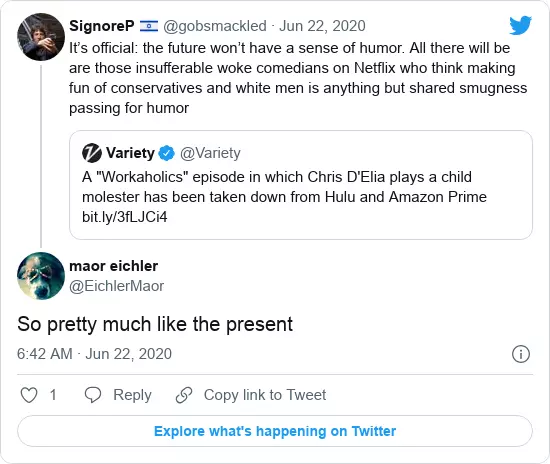 SignoreP 🇮🇱 @gobsmackled · Jun 22, 2020
It's official: the future won't have a sense of humor. All there will be
are those insufferable woke comedians on Netflix who think making
fun of conservatives and white men is anything but shared smugness
passing for humor
Variety @Variety
A "Workaholics" episode in which Chris D'Elia plays a child
molester has been taken down from Hulu and Amazon Prime
bit.ly/3fLJCi4
maor eichler
@EichlerMaor
So pretty much like the present
6:42 AM · Jun 22, 2020
1 Reply Copy link to Tweet
Explore what's happening on Twitter